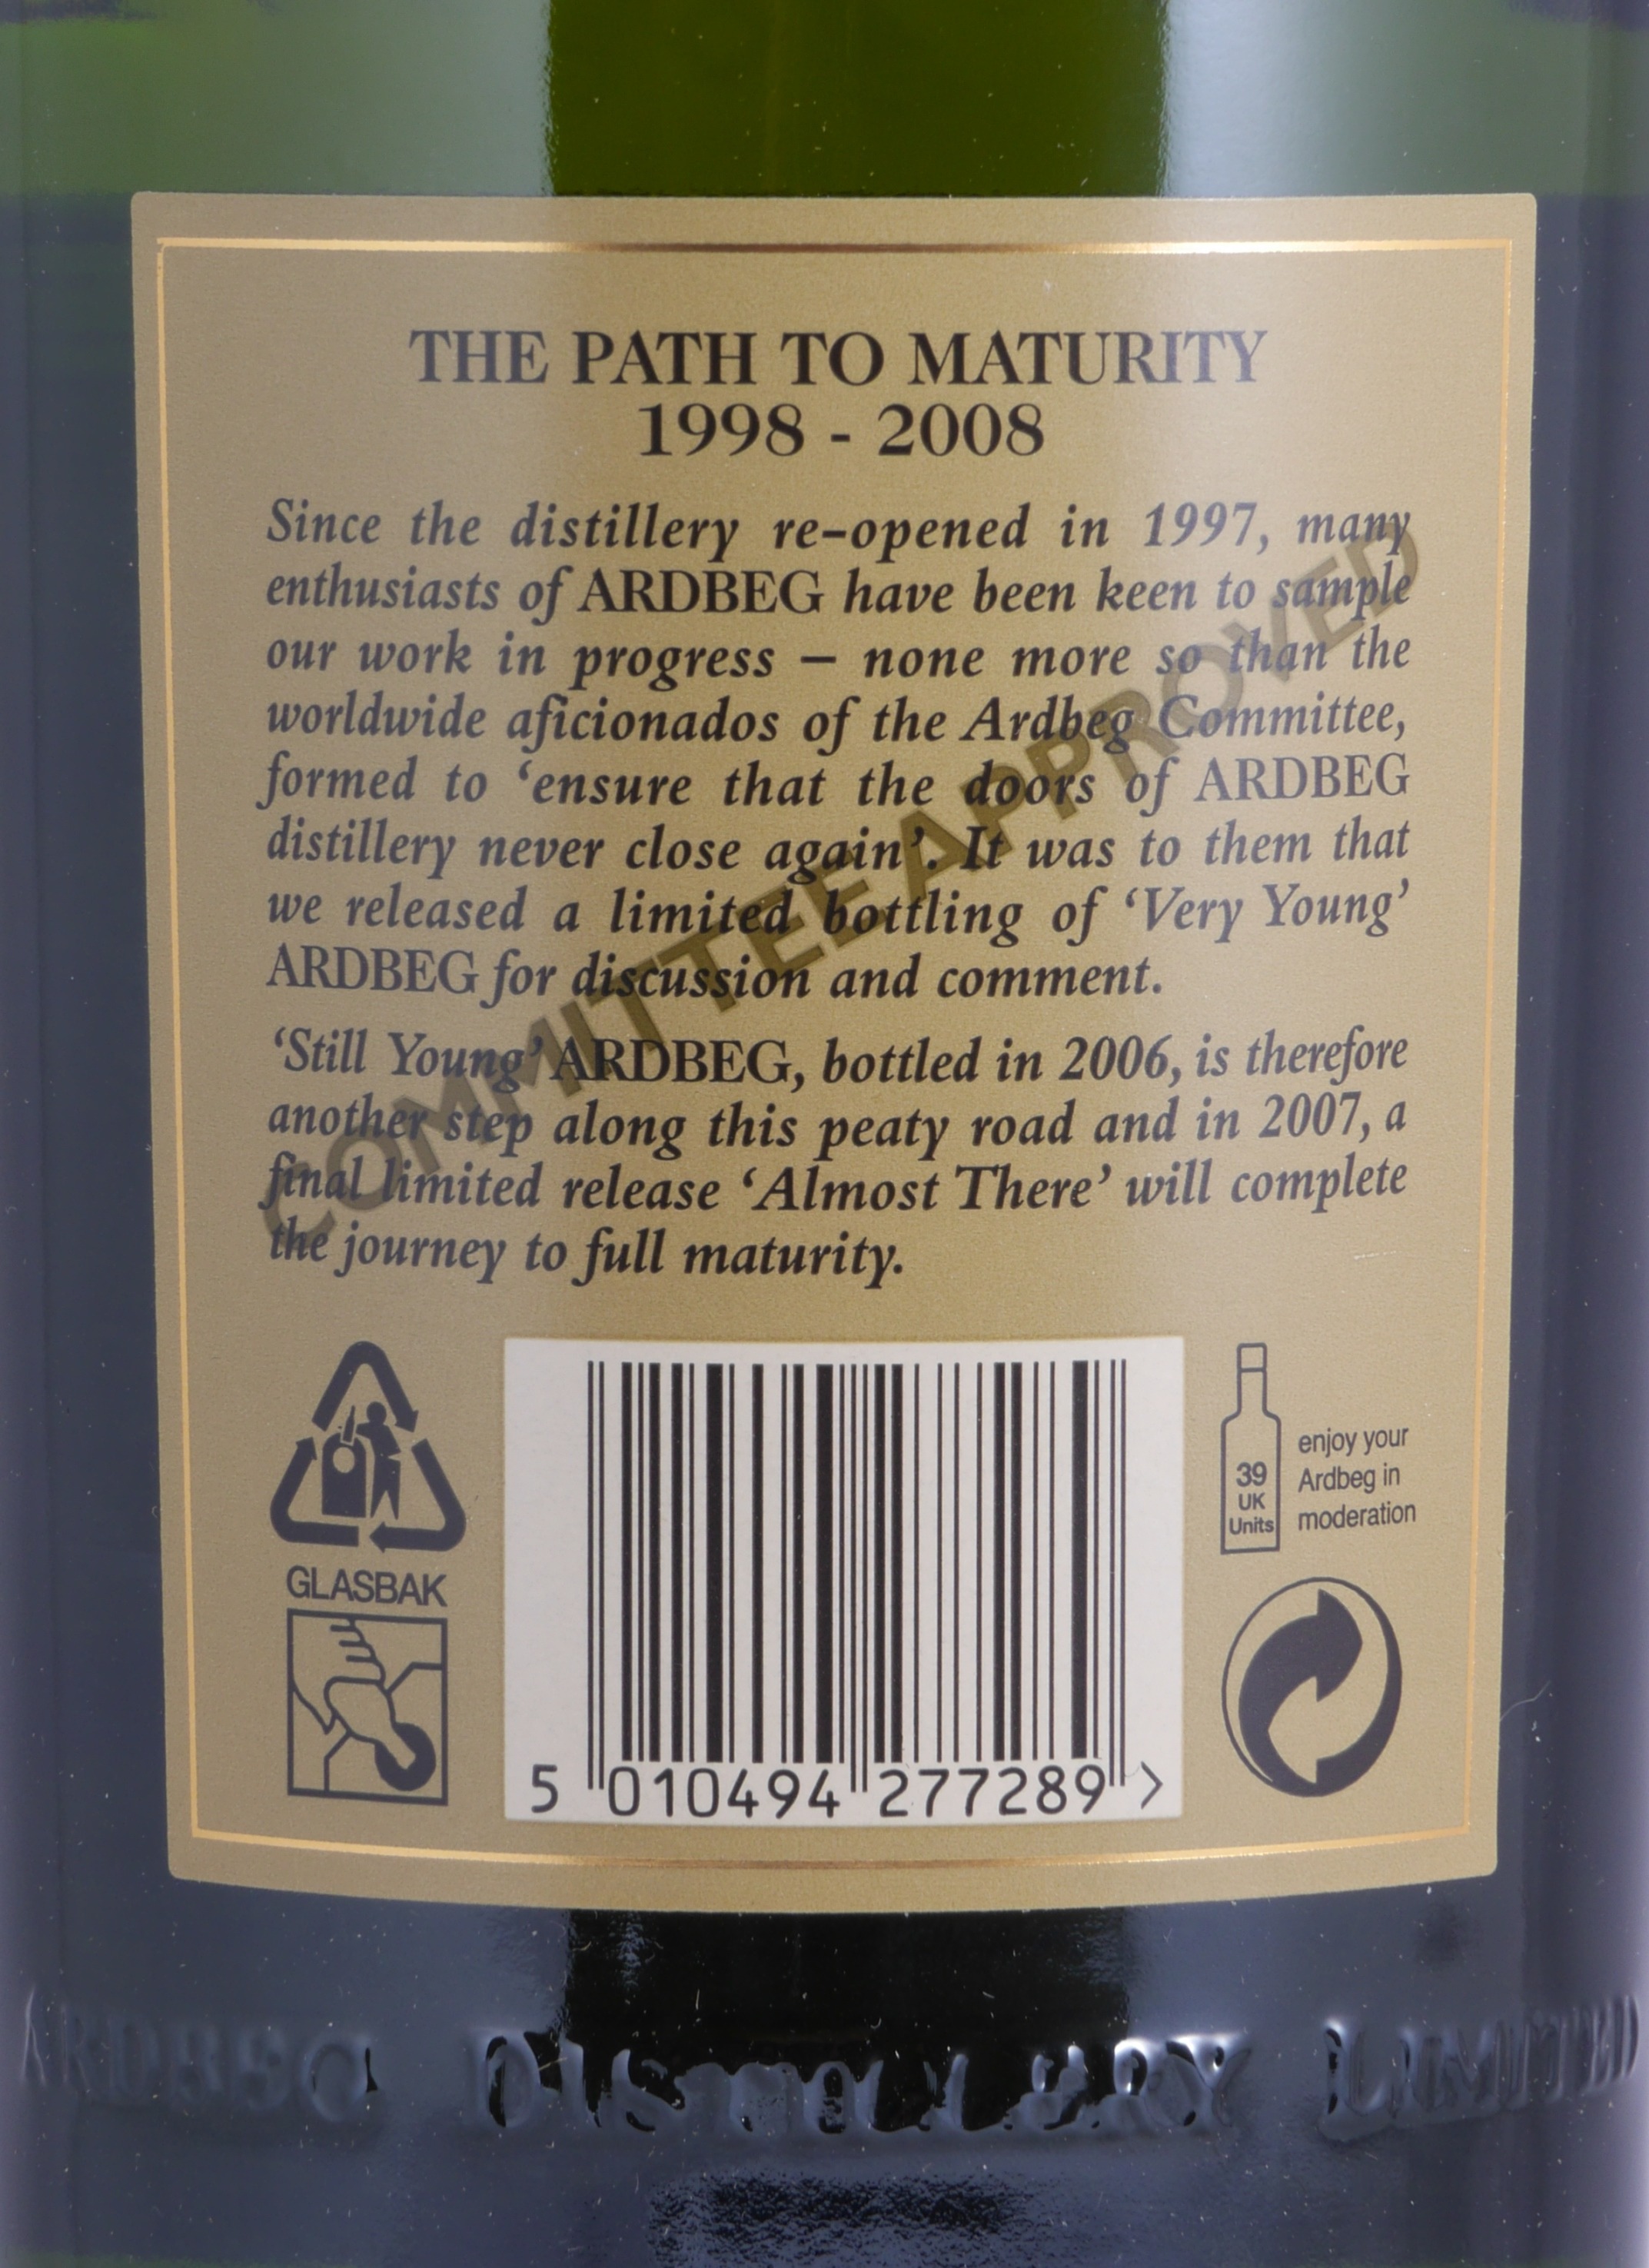 THE PATH TO MATURITY
1998 - 2008
Since the distillery re-opened in 1997, many
enthusiasts of ARDBEG have been keen to sample
our work in progress – none more so than the
worldwide aficionados of the Ardbeg Committee,
formed to ‘ensure that the doors of ARDBEG
distillery never close again’. It was to them that
we released a limited bottling of ‘Very Young’
ARDBEG for discussion and comment.
‘Still Young’ ARDBEG, bottled in 2006, is therefore
another step along this peaty road and in 2007, a
final limited release ‘Almost There’ will complete
the journey to full maturity.
COMMITTEE APPROVED
GLASBAK
5 010494 277289 >
39
UK
Units
enjoy your
Ardbeg in
moderation
ARDBEG DISTILLERY LIMITED